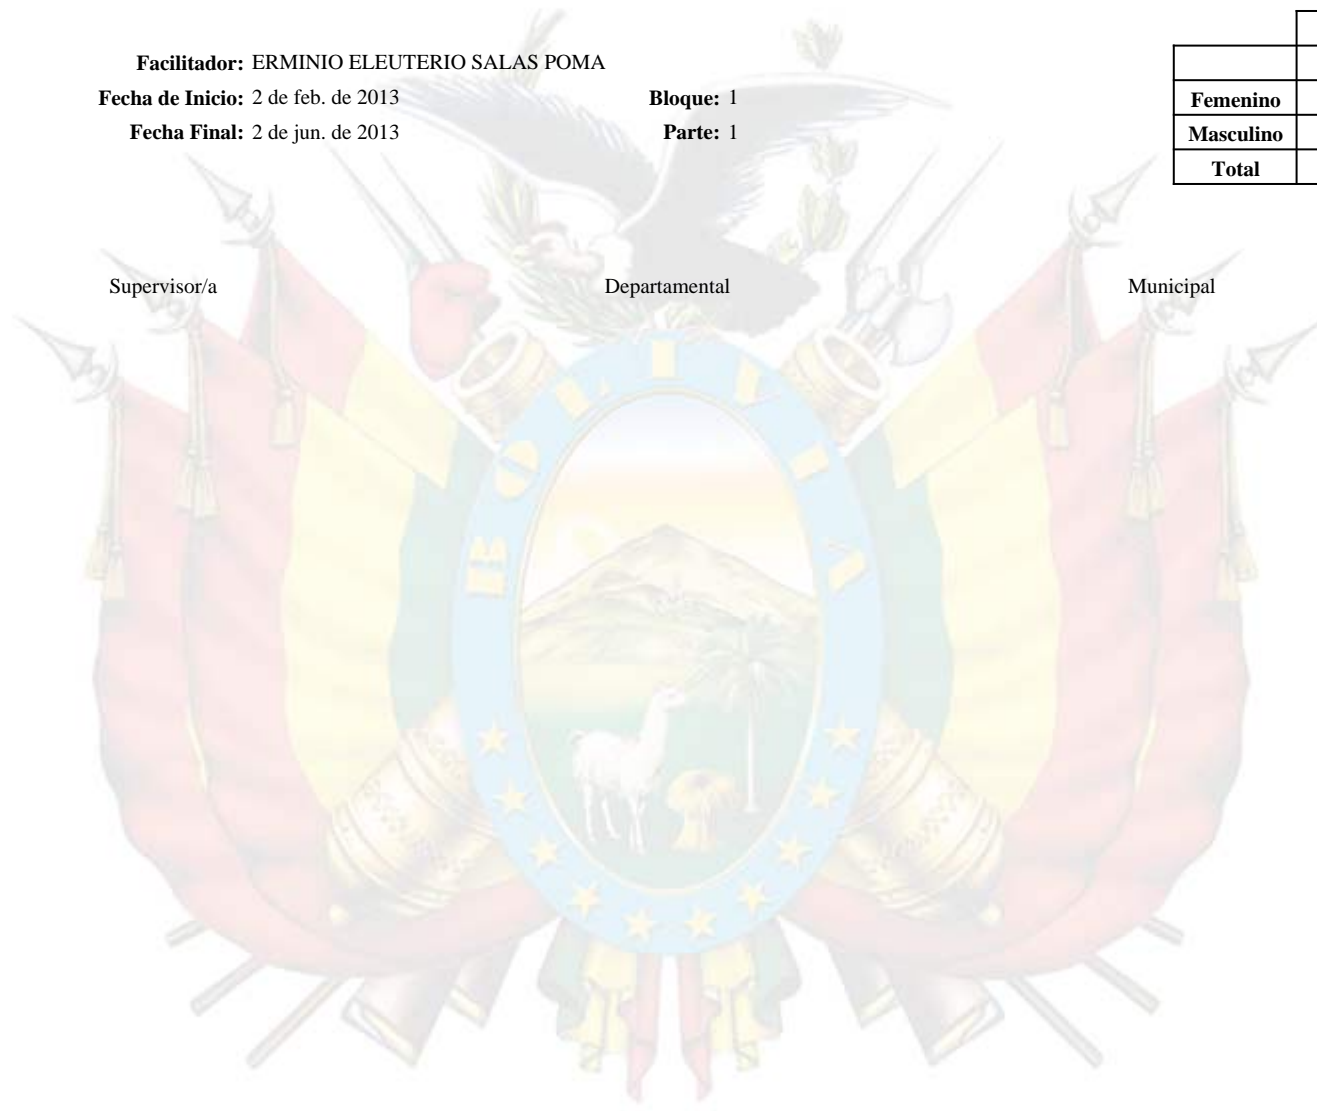 Facilitador: ERMINIO ELEUTERIO SALAS POMA
Fecha de Inicio: 2 de feb. de 2013 Bloque: 1
Fecha Final: 2 de jun. de 2013 Parte: 1
Femenino
Masculino
Total
Supervisor/a Departamental Municipal
BOLIVIA